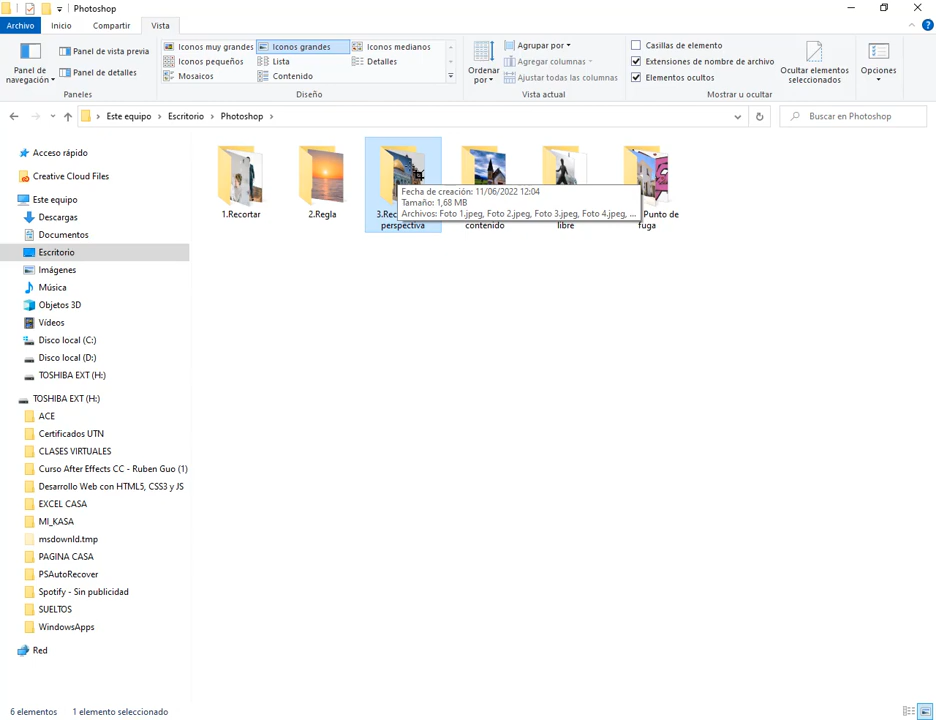 Photoshop
Archivo Inicio Compartir Vista
Panel de navegación
Panel de vista previa
Panel de detalles
Paneles
Iconos muy grandes Iconos grandes Iconos medianos
Iconos pequeños Lista Detalles
Mosaicos Contenido
Diseño
Ordenar por
Agrupar por
Agregar columnas
Ajustar todas las columnas
Vista actual
Casillas de elemento
Extensiones de nombre de archivo
Elementos ocultos
Ocultar elementos seleccionados
Mostrar u ocultar
Opciones
Este equipo Escritorio Photoshop
Buscar en Photoshop
Acceso rápido
Creative Cloud Files
Este equipo
Descargas
Documentos
Escritorio
Imágenes
Música
Objetos 3D
Vídeos
Disco local (C:)
Disco local (D:)
TOSHIBA EXT (H:)
TOSHIBA EXT (H:)
ACE
Certificados UTN
CLASES VIRTUALES
Curso After Effects CC - Ruben Guo (1)
Desarrollo Web con HTML5, CSS3 y JS
EXCEL CASA
MI_KASA
msdownld.tmp
PAGINA CASA
PSAutoRecover
Spotify - Sin publicidad
SUELTOS
WindowsApps
Red
1.Recortar
2.Regla
3.Rec
perspectiva
contenido
libre
Punto de
fuga
Fecha de creación: 11/06/2022 12:04
Tamaño: 1,68 MB
Archivos: Foto 1.jpeg, Foto 2.jpeg, Foto 3.jpeg, Foto 4.jpeg, ...
6 elementos 1 elemento seleccionado